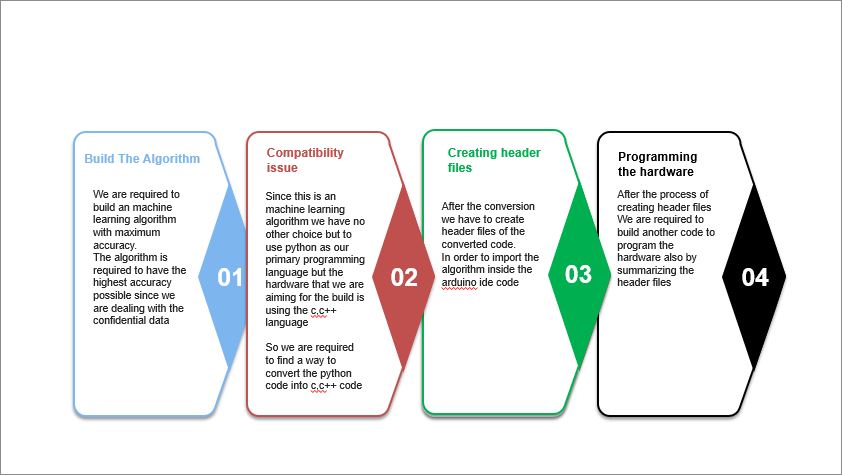 Build The Algorithm
We are required to
build an machine
learning algorithm
with maximum
accuracy.
The algorithm is
required to have the
highest accuracy
possible since we
are dealing with the
confidential data
01
Compatibility
issue
Since this is an
machine learning
algorithm we have no
other choice but to
use python as our
primary programming
language but the
hardware that we are
aiming for the build is
using the c,c++
language
So we are required
to find a way to
convert the python
code into c,c++ code
02
Creating header
files
After the conversion
we have to create
header files of the
converted code.
In order to import the
algorithm inside the
arduino ide code
03
Programming
the hardware
After the process of
creating header files
We are required to
build another code to
program the
hardware also by
summarizing the
header files
04